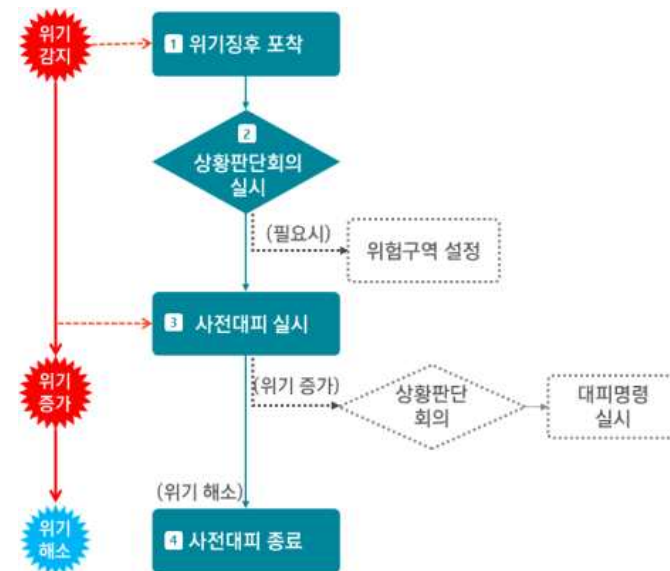 위기
감지
1 위기징후 포착
2
상황판단회의
실시
(필요시)
위험구역 설정
3 사전대피 실시
위기
증가
(위기 증가)
상황판단
회의
대피명령
실시
(위기 해소)
위기
해소
4 사전대피 종료